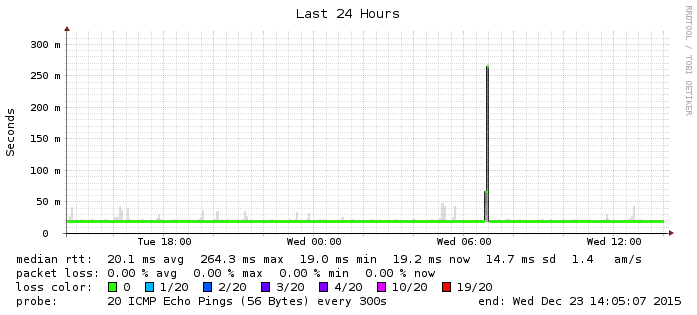 Last 24 Hours
RRDTOOL / TOBI OETIKER
Seconds
300 m
250 m
200 m
150 m
100 m
50 m
0
Tue 18:00 Wed 00:00 Wed 06:00 Wed 12:00
median rtt: 20.1 ms avg 264.3 ms max 19.0 ms min 19.2 ms now 14.7 ms sd 1.4 am/s
packet loss: 0.00 % avg 0.00 % max 0.00 % min 0.00 % now
loss color: 0 1/20 2/20 3/20 4/20 10/20 19/20
probe: 20 ICMP Echo Pings (56 Bytes) every 300s end: Wed Dec 23 14:05:07 2015